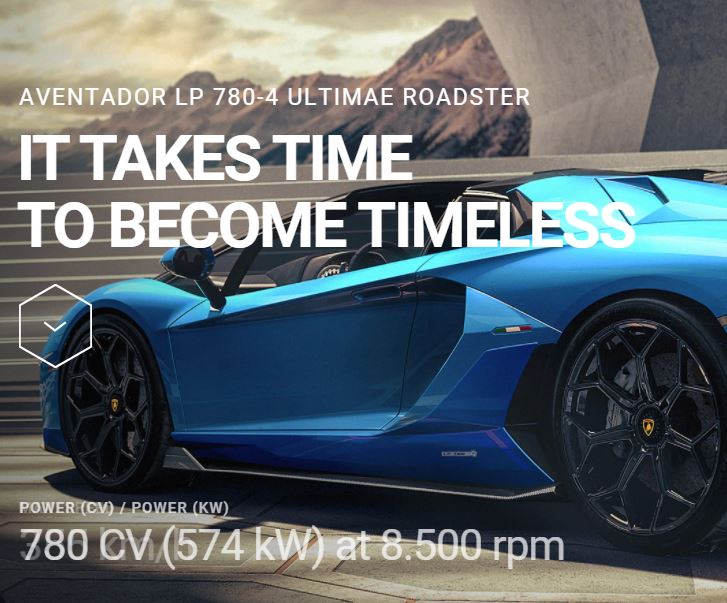 AVENTADOR LP 780-4 ULTIMAE ROADSTER
IT TAKES TIME
TO BECOME TIMELESS
POWER (CV) / POWER (KW)
780 CV (574 kW) at 8.500 rpm